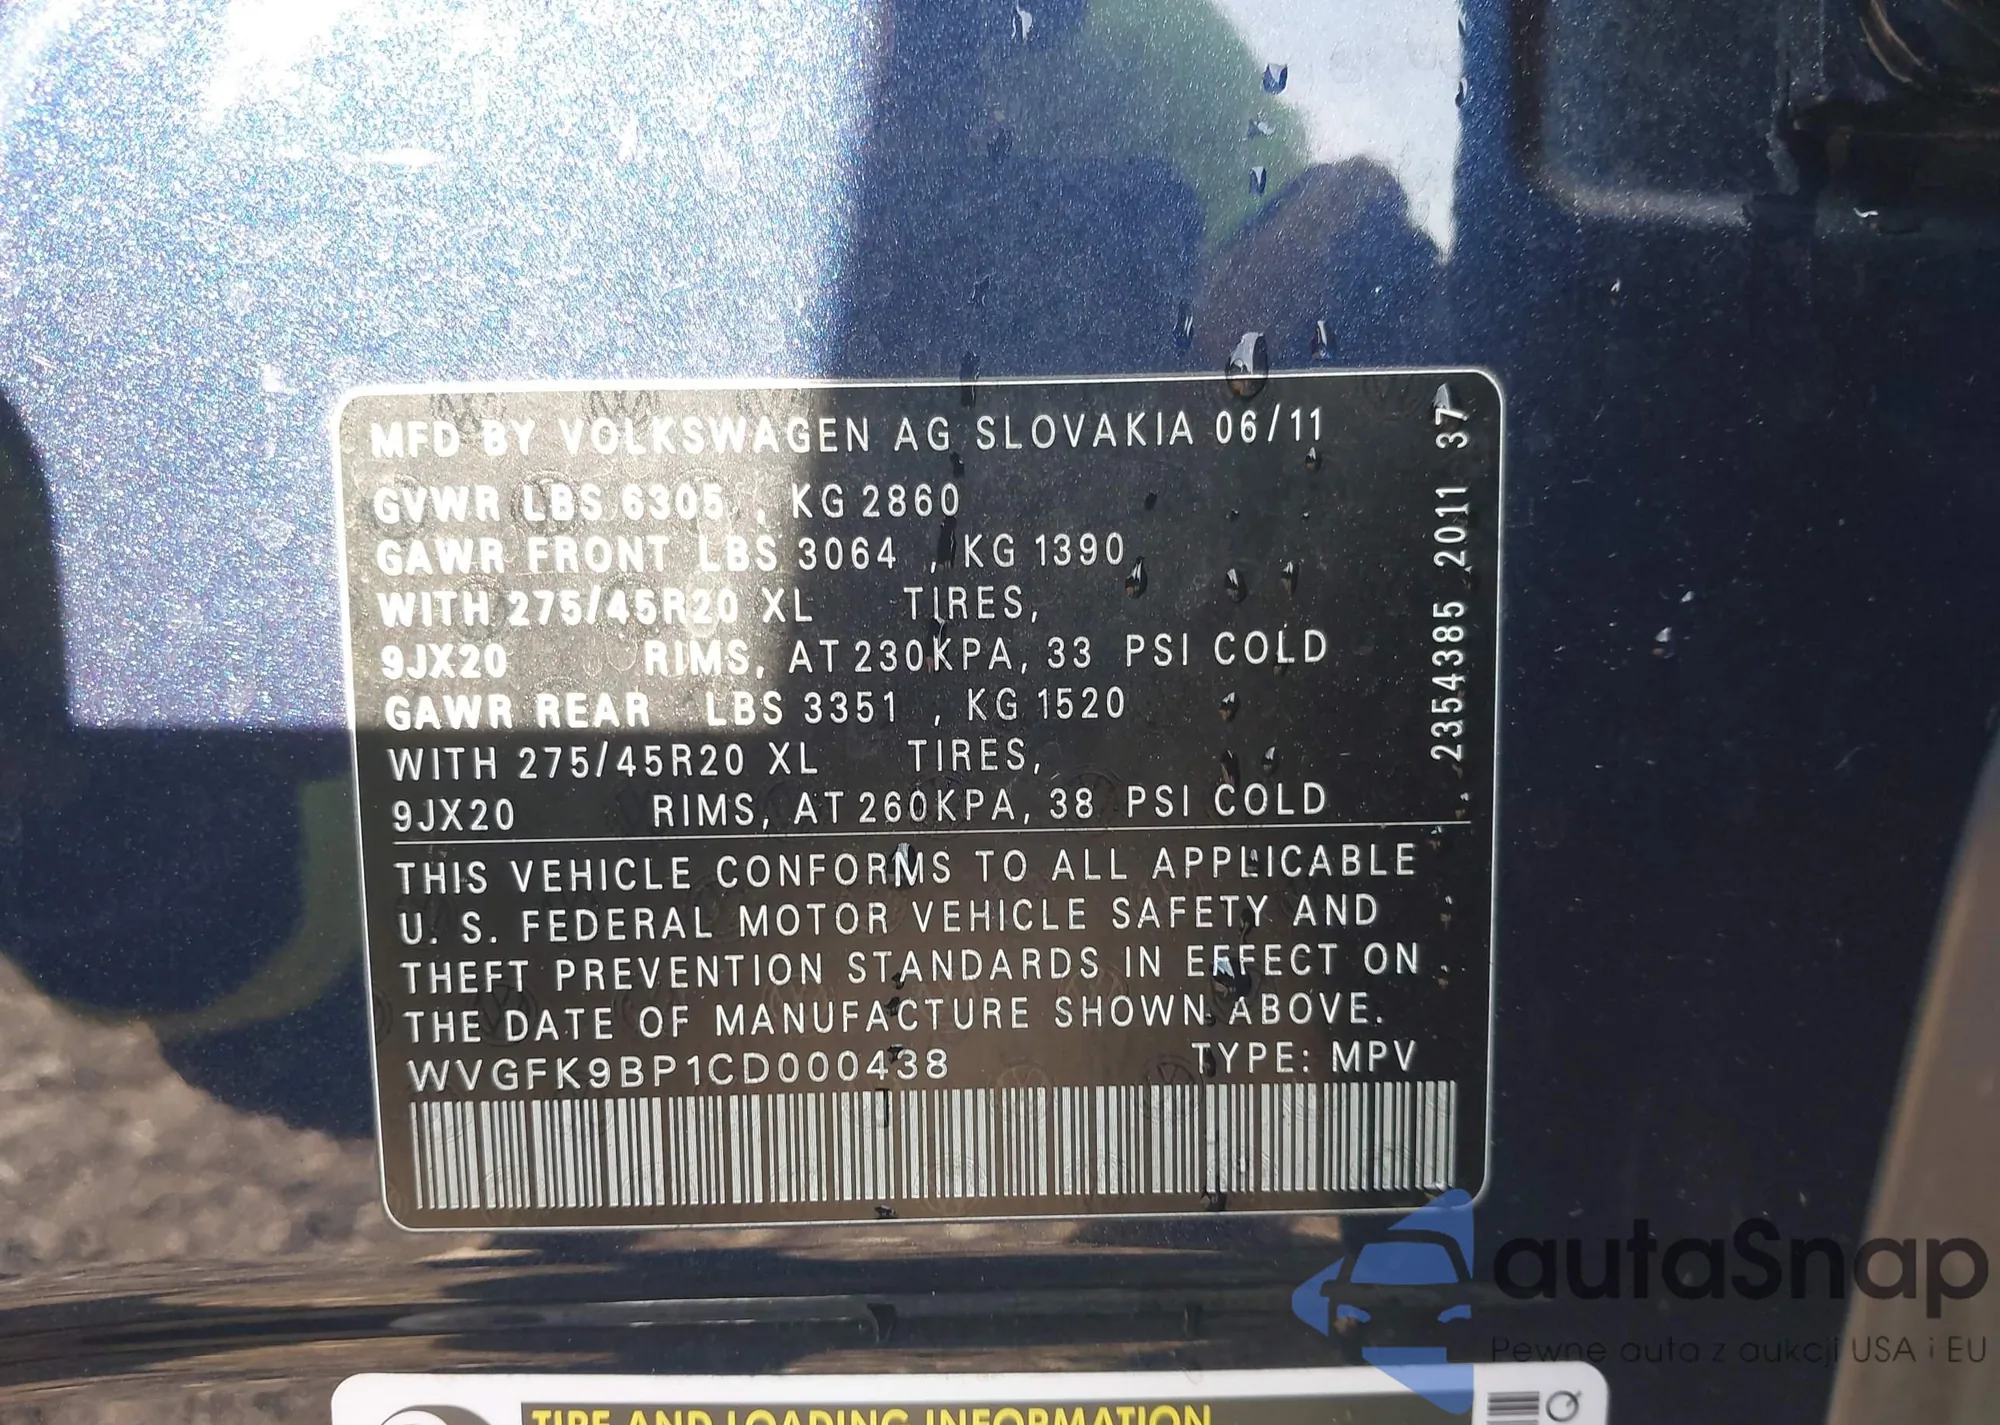 MFD BY VOLKSWAGEN AG SLOVAKIA 06/11
GVWR LBS 6305 , KG 2860
GAWR FRONT LBS 3064 , KG 1390,
WITH 275/45R20 XL TIRES,
9JX20 RIMS, AT 230KPA, 33 PSI COLD
GAWR REAR LBS 3351 , KG 1520
WITH 275/45R20 XL TIRES,
9JX20 RIMS, AT 260KPA, 38 PSI COLD
2354385 2011 37
THIS VEHICLE CONFORMS TO ALL APPLICABLE
U. S. FEDERAL MOTOR VEHICLE SAFETY AND
THEFT PREVENTION STANDARDS IN EFFECT ON
THE DATE OF MANUFACTURE SHOWN ABOVE.
WVGFK9BP1CD000438 TYPE: MPV
autaSnap
Pewne auta z aukcji USA i EU
TIRE AND LOADING INFORMATION